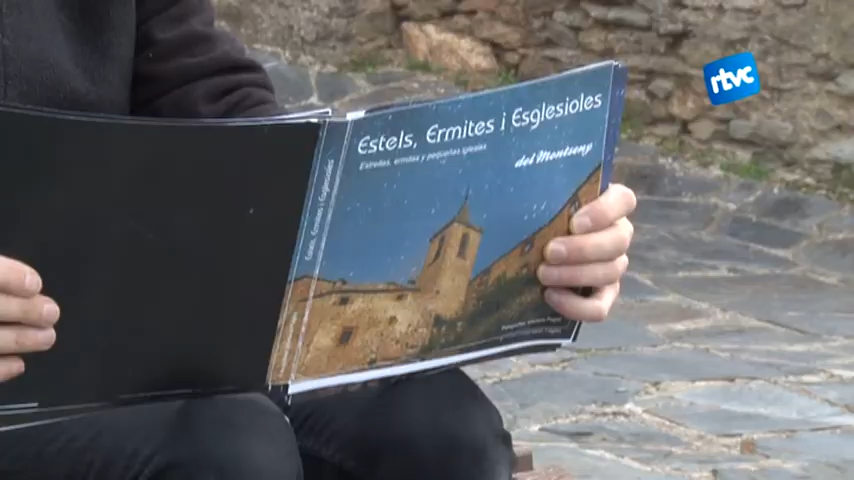 rtvc
Estels, Ermites i Esglesioles
Estrellas, ermitas y pequeñas iglesias
del Montseny
Estels, Ermites i Esglesioles